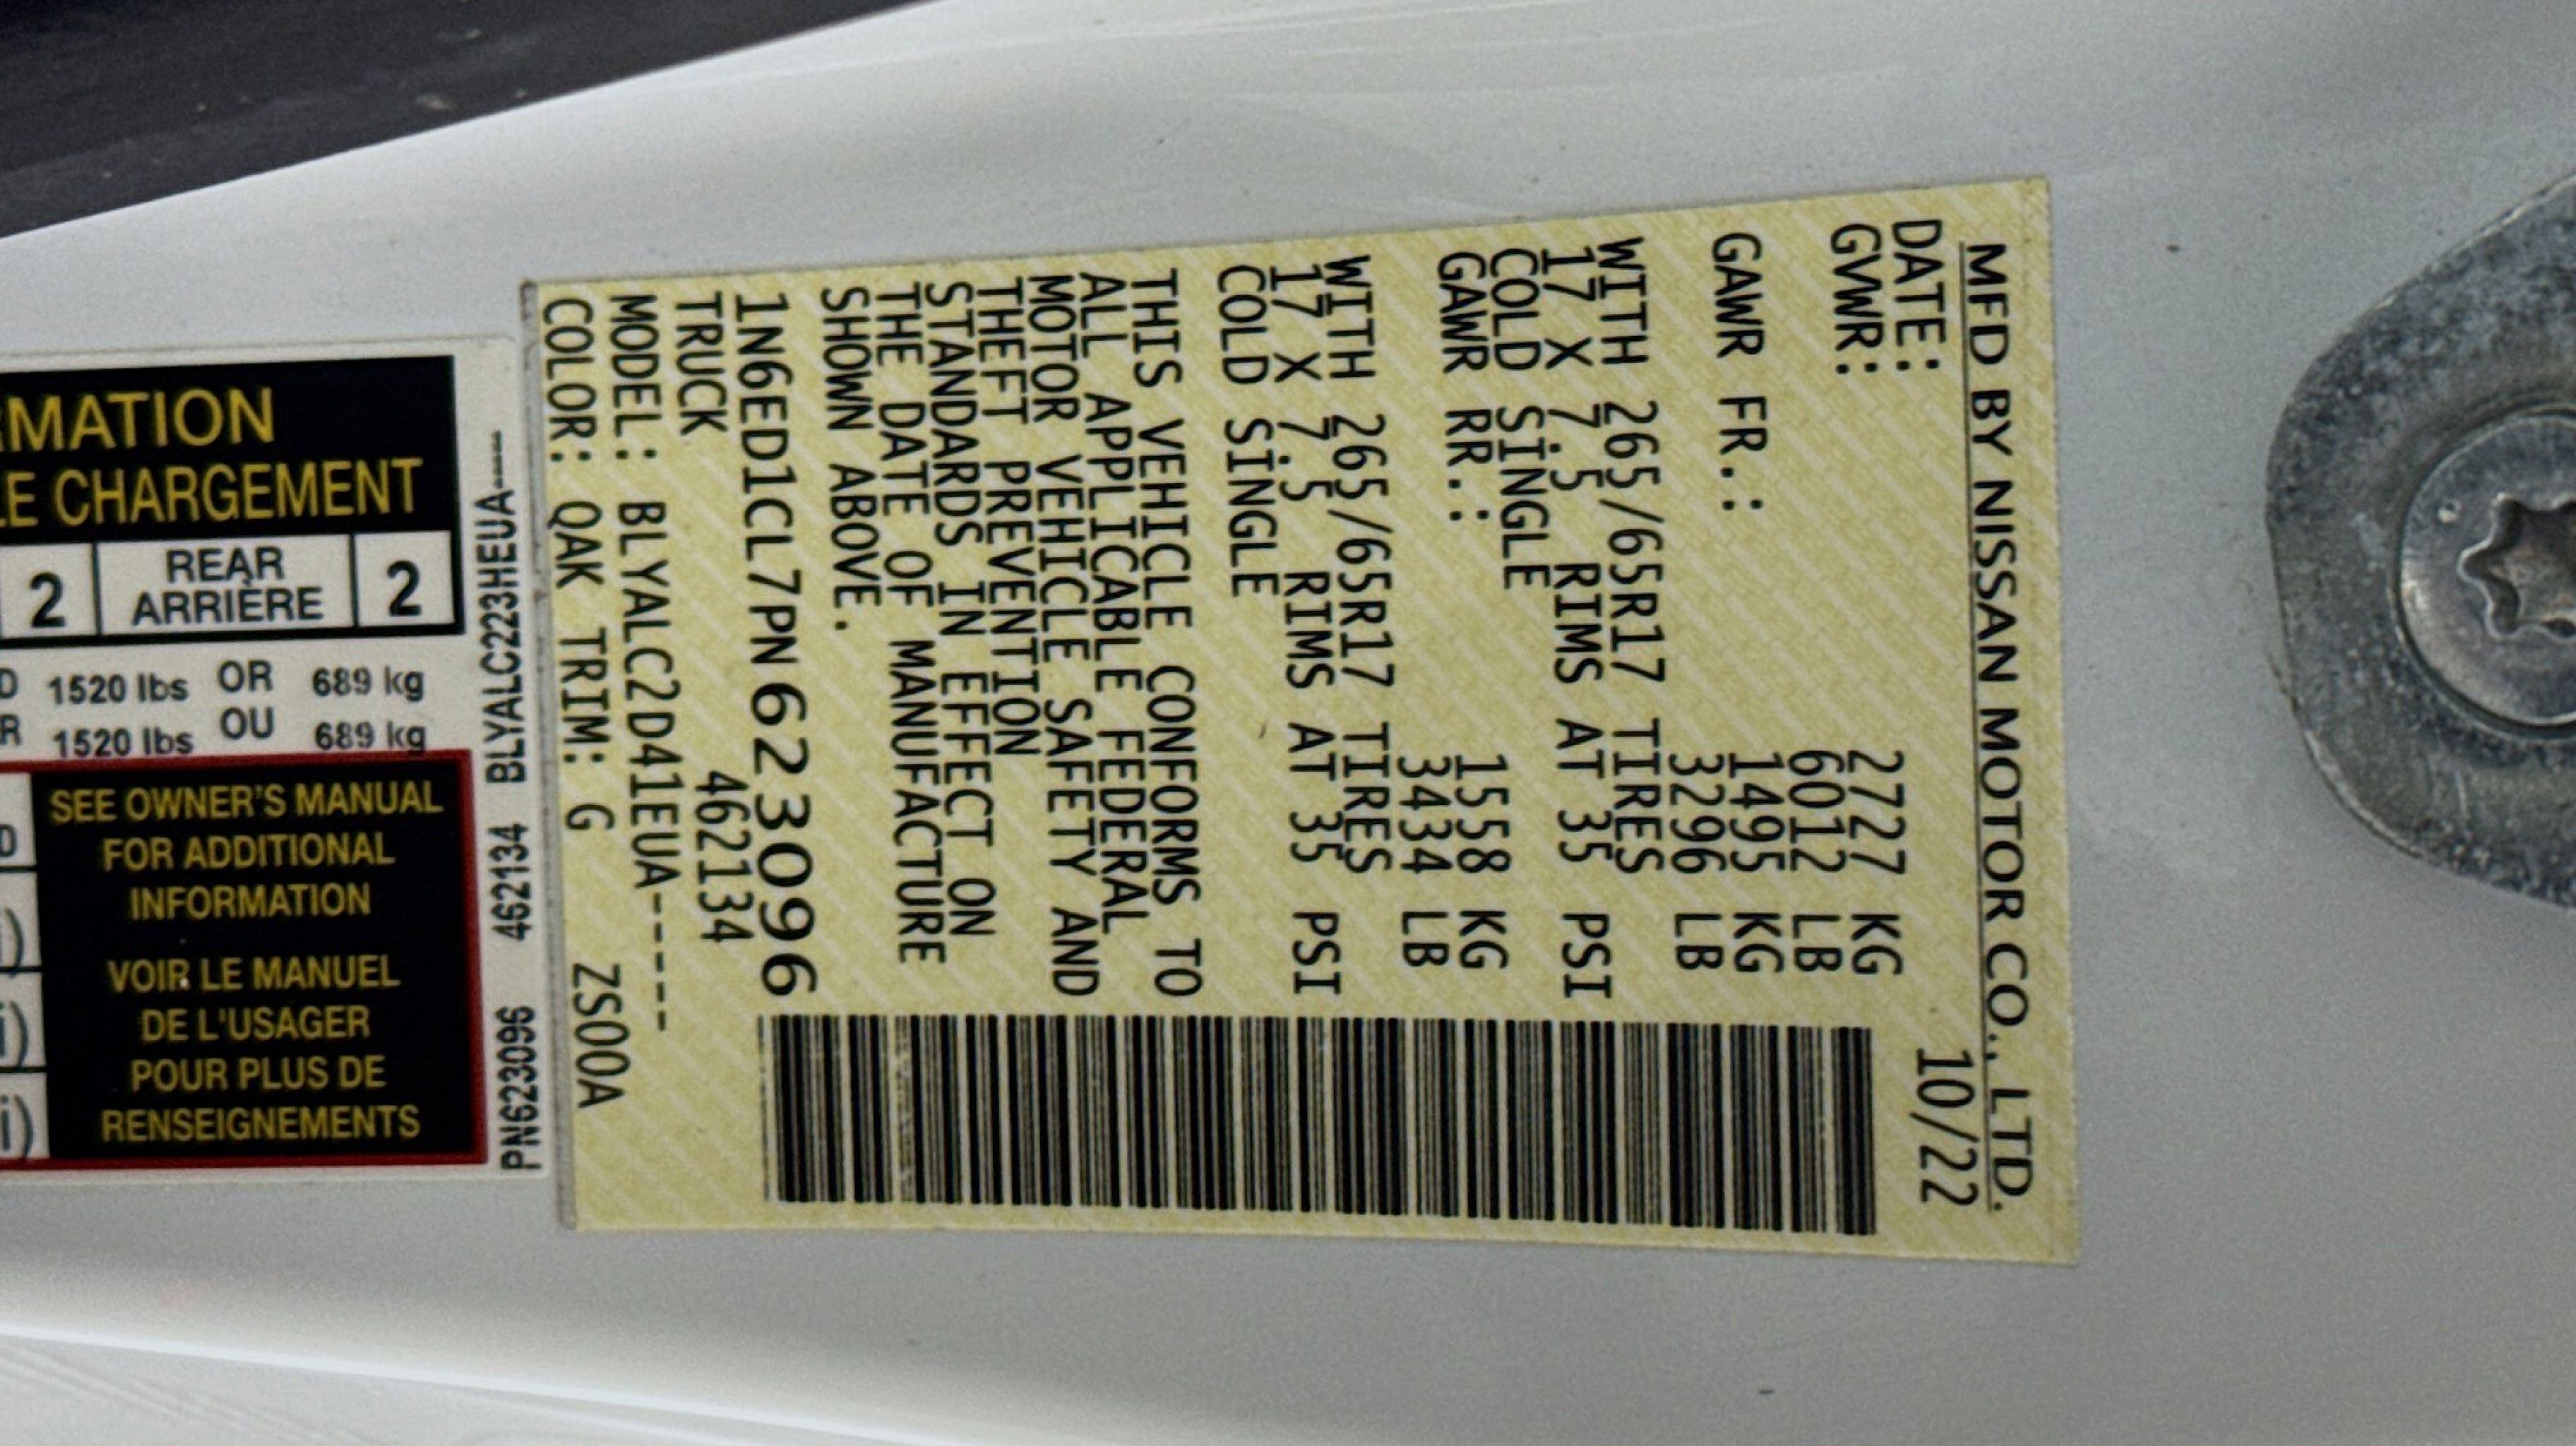 MFD BY NISSAN MOTOR CO., LTD.
DATE: 10/22
GVWR: 2727 KG
6012 LB
GAWR FR.: 1495 KG
3296 LB
WITH 265/65R17 TIRES
17 X 7.5 RIMS AT 35 PSI
COLD SINGLE
GAWR RR.: 1558 KG
3434 LB
WITH 265/65R17 TIRES
17 X 7.5 RIMS AT 35 PSI
COLD SINGLE
THIS VEHICLE CONFORMS TO
ALL APPLICABLE FEDERAL
MOTOR VEHICLE SAFETY AND
THEFT PREVENTION
STANDARDS IN EFFECT ON
THE DATE OF MANUFACTURE
SHOWN ABOVE.
1N6ED1CL7PN623096
TRUCK 462134
MODEL: BLYALC2D41EUA-----
COLOR: QAK TRIM: G ZS00A
PN623096 462134 BLYALC223HEUA----
RMATION
LE CHARGEMENT
2 REAR ARRIÈRE 2
D 1520 lbs OR 689 kg
R 1520 lbs OU 689 kg
SEE OWNER'S MANUAL
FOR ADDITIONAL
INFORMATION
VOIR LE MANUEL
DE L'USAGER
POUR PLUS DE
RENSEIGNEMENTS